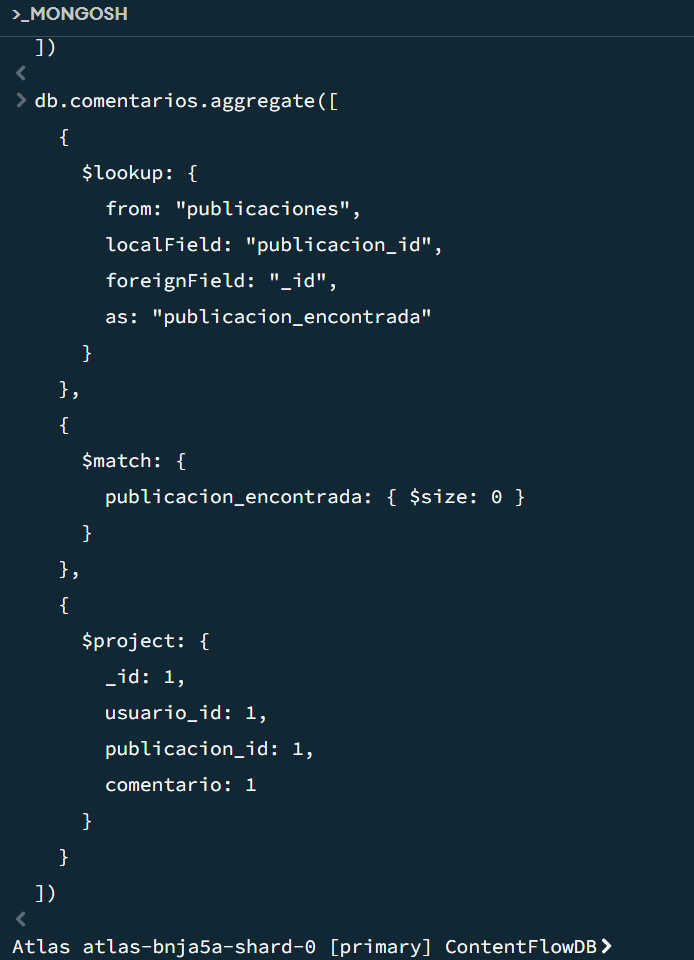 >_MONGOSH
])
<
> db.comentarios.aggregate([
{
$lookup: {
from: "publicaciones",
localField: "publicacion_id",
foreignField: "_id",
as: "publicacion_encontrada"
}
},
{
$match: {
publicacion_encontrada: { $size: 0 }
}
},
{
$project: {
_id: 1,
usuario_id: 1,
publicacion_id: 1,
comentario: 1
}
}
])
<
Atlas atlas-bnja5a-shard-0 [primary] ContentFlowDB>